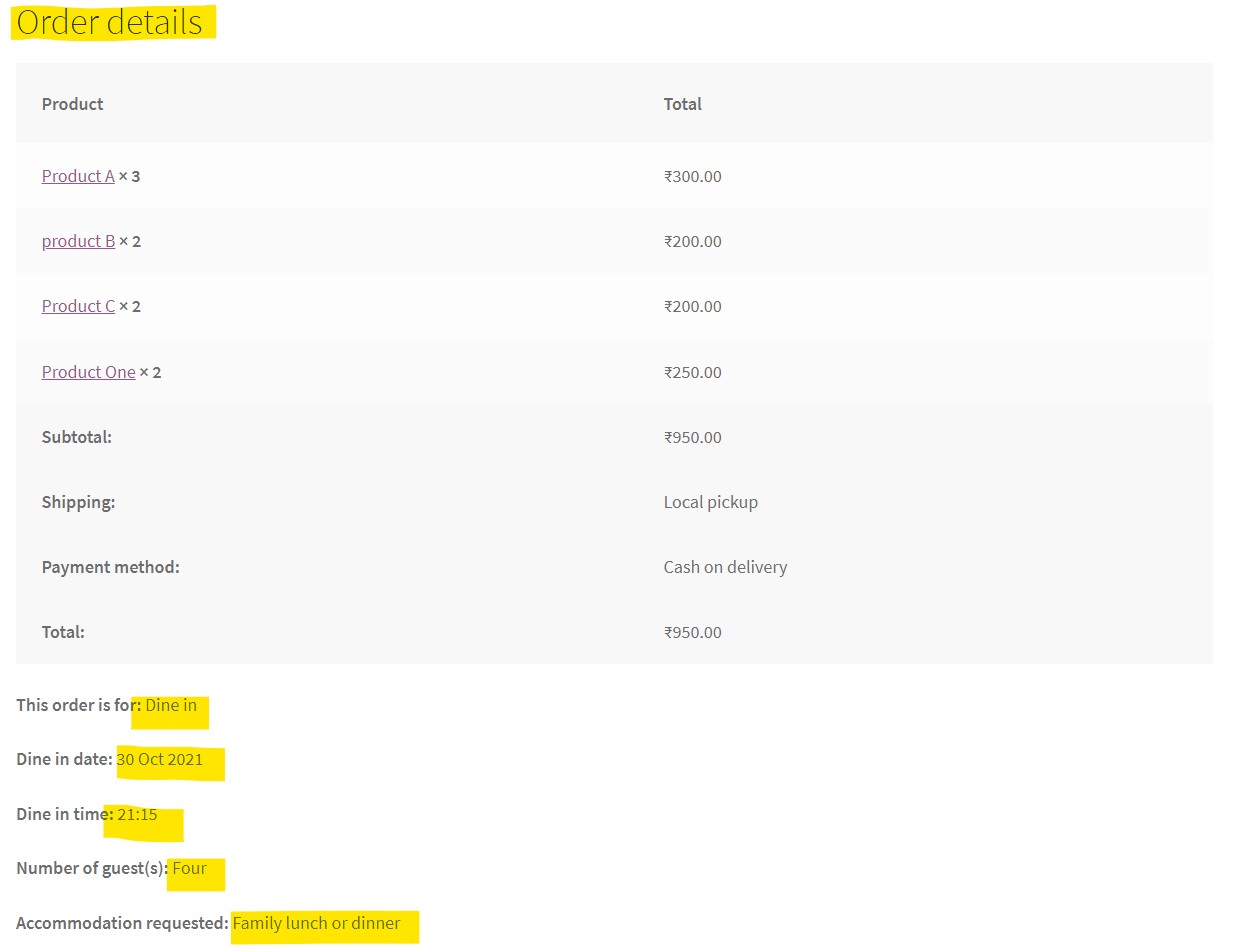 Order details
Product Total
Product A × 3 ₹300.00
product B × 2 ₹200.00
Product C × 2 ₹200.00
Product One × 2 ₹250.00
Subtotal: ₹950.00
Shipping: Local pickup
Payment method: Cash on delivery
Total: ₹950.00
This order is for: Dine in
Dine in date: 30 Oct 2021
Dine in time: 21:15
Number of guest(s): Four
Accommodation requested: Family lunch or dinner